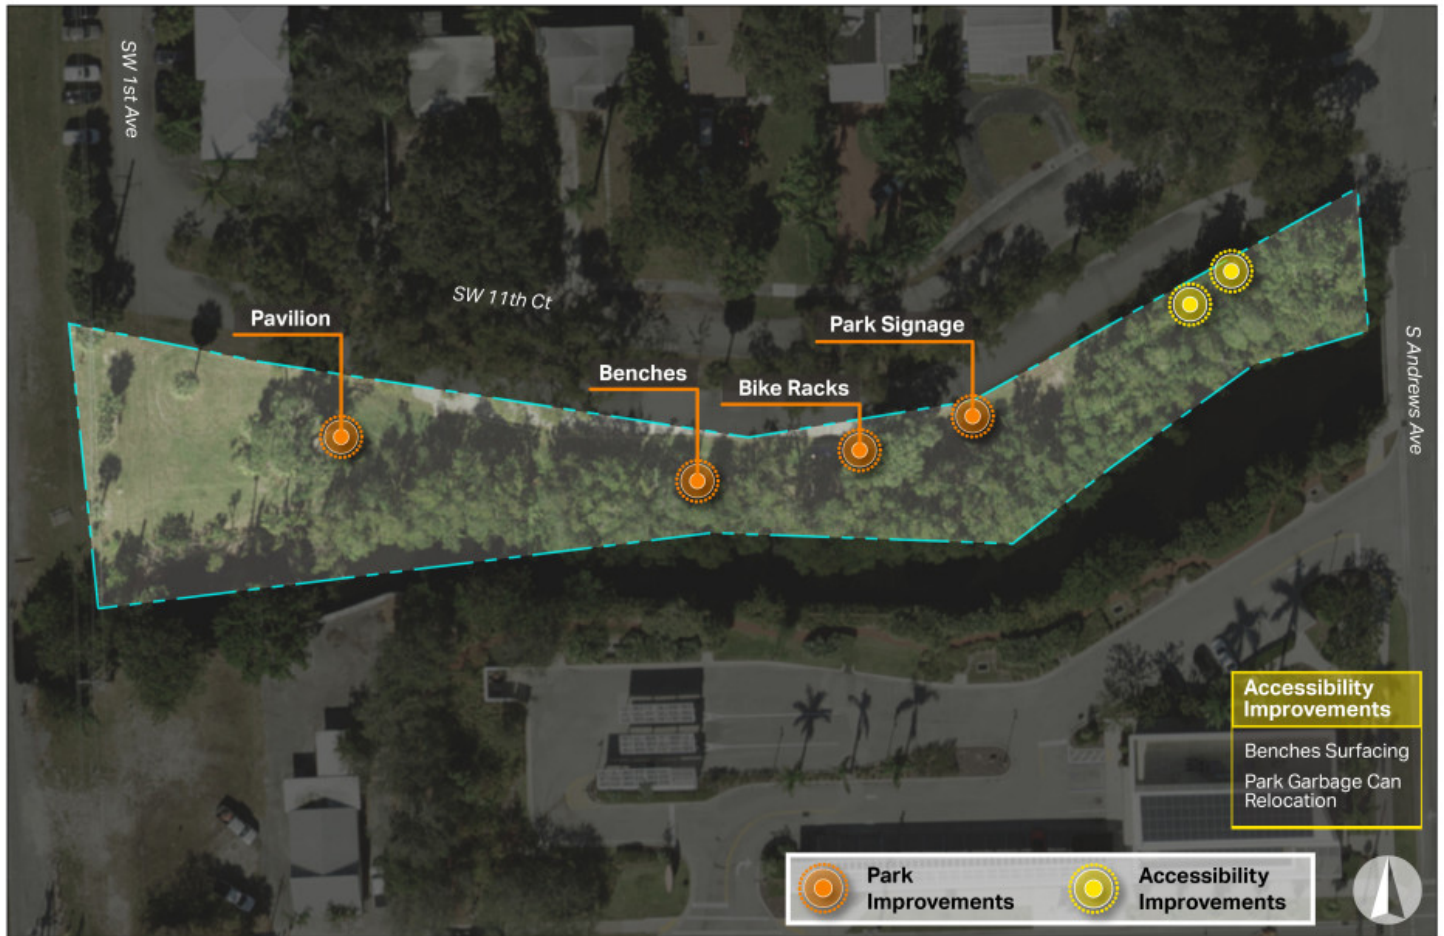 SW 1st Ave
SW 11th Ct
Pavilion
Park Signage
Benches
Bike Racks
S Andrews Ave
Accessibility
Improvements
Benches Surfacing
Park Garbage Can
Relocation
Park
Improvements
Accessibility
Improvements